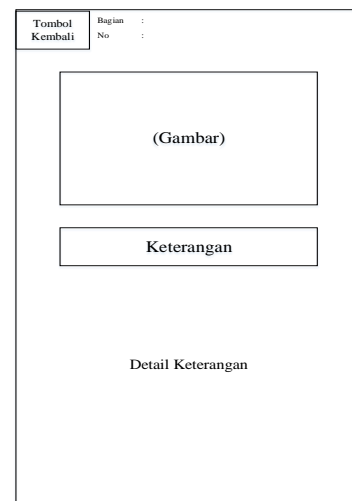 Tombol
Kembali
Bagian :
No :
(Gambar)
Keterangan
Detail Keterangan